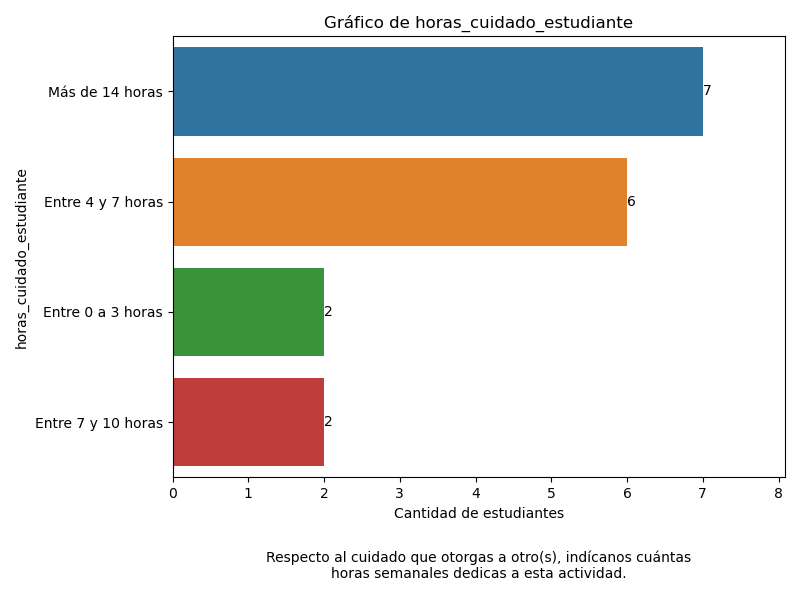 Gráfico de horas_cuidado_estudiante
horas_cuidado_estudiante
Más de 14 horas
7
Entre 4 y 7 horas
6
Entre 0 a 3 horas
2
Entre 7 y 10 horas
2
0 1 2 3 4 5 6 7 8
Cantidad de estudiantes
Respecto al cuidado que otorgas a otro(s), indícanos cuántas
horas semanales dedicas a esta actividad.